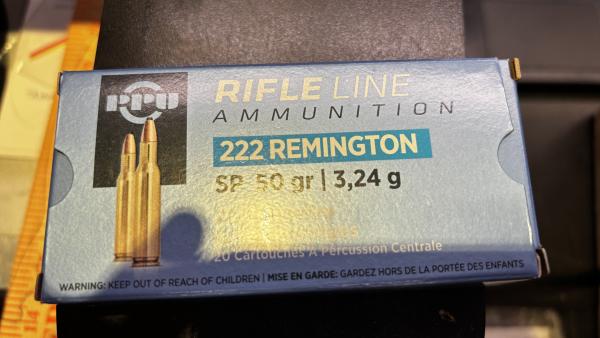 PPU
RIFLE LINE
AMMUNITION
222 REMINGTON
SP 50 gr | 3,24 g
20 Cartouches À Percussion Centrale
WARNING: KEEP OUT OF REACH OF CHILDREN | MISE EN GARDE: GARDEZ HORS DE LA PORTÉE DES ENFANTS